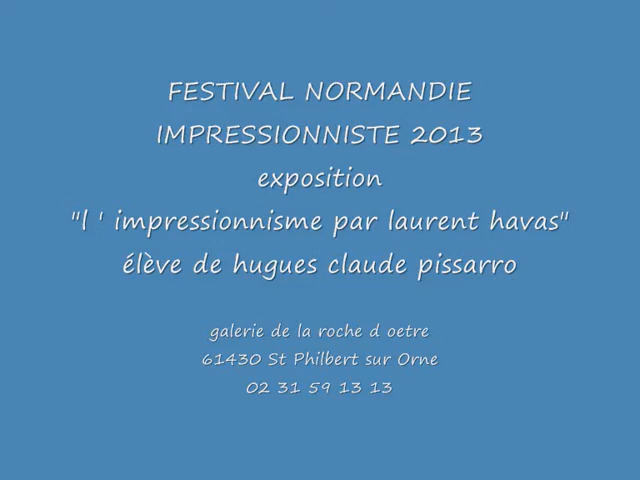 FESTIVAL NORMANDIE
IMPRESSIONNISTE 2013
exposition
"l ' impressionnisme par laurent havas"
élève de hugues claude pissarro
galerie de la roche d oetre
61430 St Philbert sur Orne
02 31 59 13 13